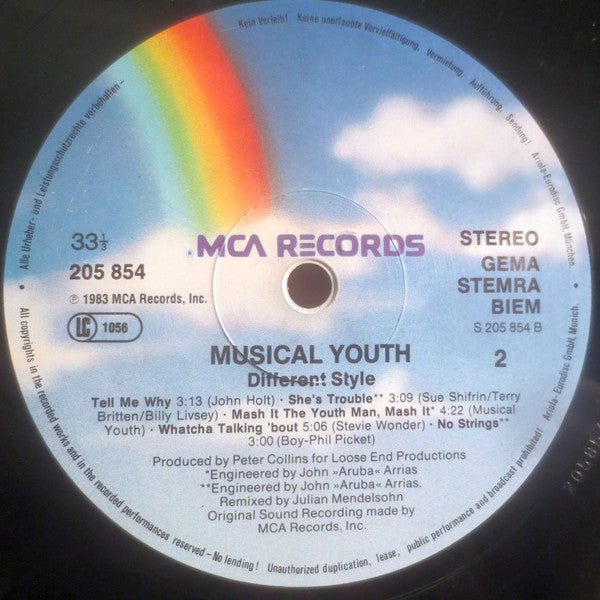 Alle Urheber- und Leistungsschutzrechte vorbehalten – Kein Verleih! Keine unerlaubte Vervielfältigung, Vermietung, Aufführung, Sendung! Ariola-Eurodisc GmbH, München.
33⅓
205 854
℗ 1983 MCA Records, Inc.
LC 1056
® MCA RECORDS
STEREO
GEMA
STEMRA
BIEM
S 205 854 B
2
MUSICAL YOUTH
Different Style
Tell Me Why 3:13 (John Holt) · She's Trouble** 3:09 (Sue Shifrin/Terry
Britten/Billy Livsey) · Mash It The Youth Man, Mash It* 4:22 (Musical
Youth) · Whatcha Talking 'bout 5:06 (Stevie Wonder) · No Strings**
3:00 (Boy-Phil Picket)
Produced by Peter Collins for Loose End Productions
*Engineered by John »Aruba« Arrias
**Engineered by John »Aruba« Arrias.
Remixed by Julian Mendelsohn
Original Sound Recording made by
MCA Records, Inc.
All copyrights in the recorded works and in the recorded performances reserved – No lending! Unauthorized duplication, lease, public performance and broadcast prohibited! Ariola-Eurodisc GmbH, Munich.